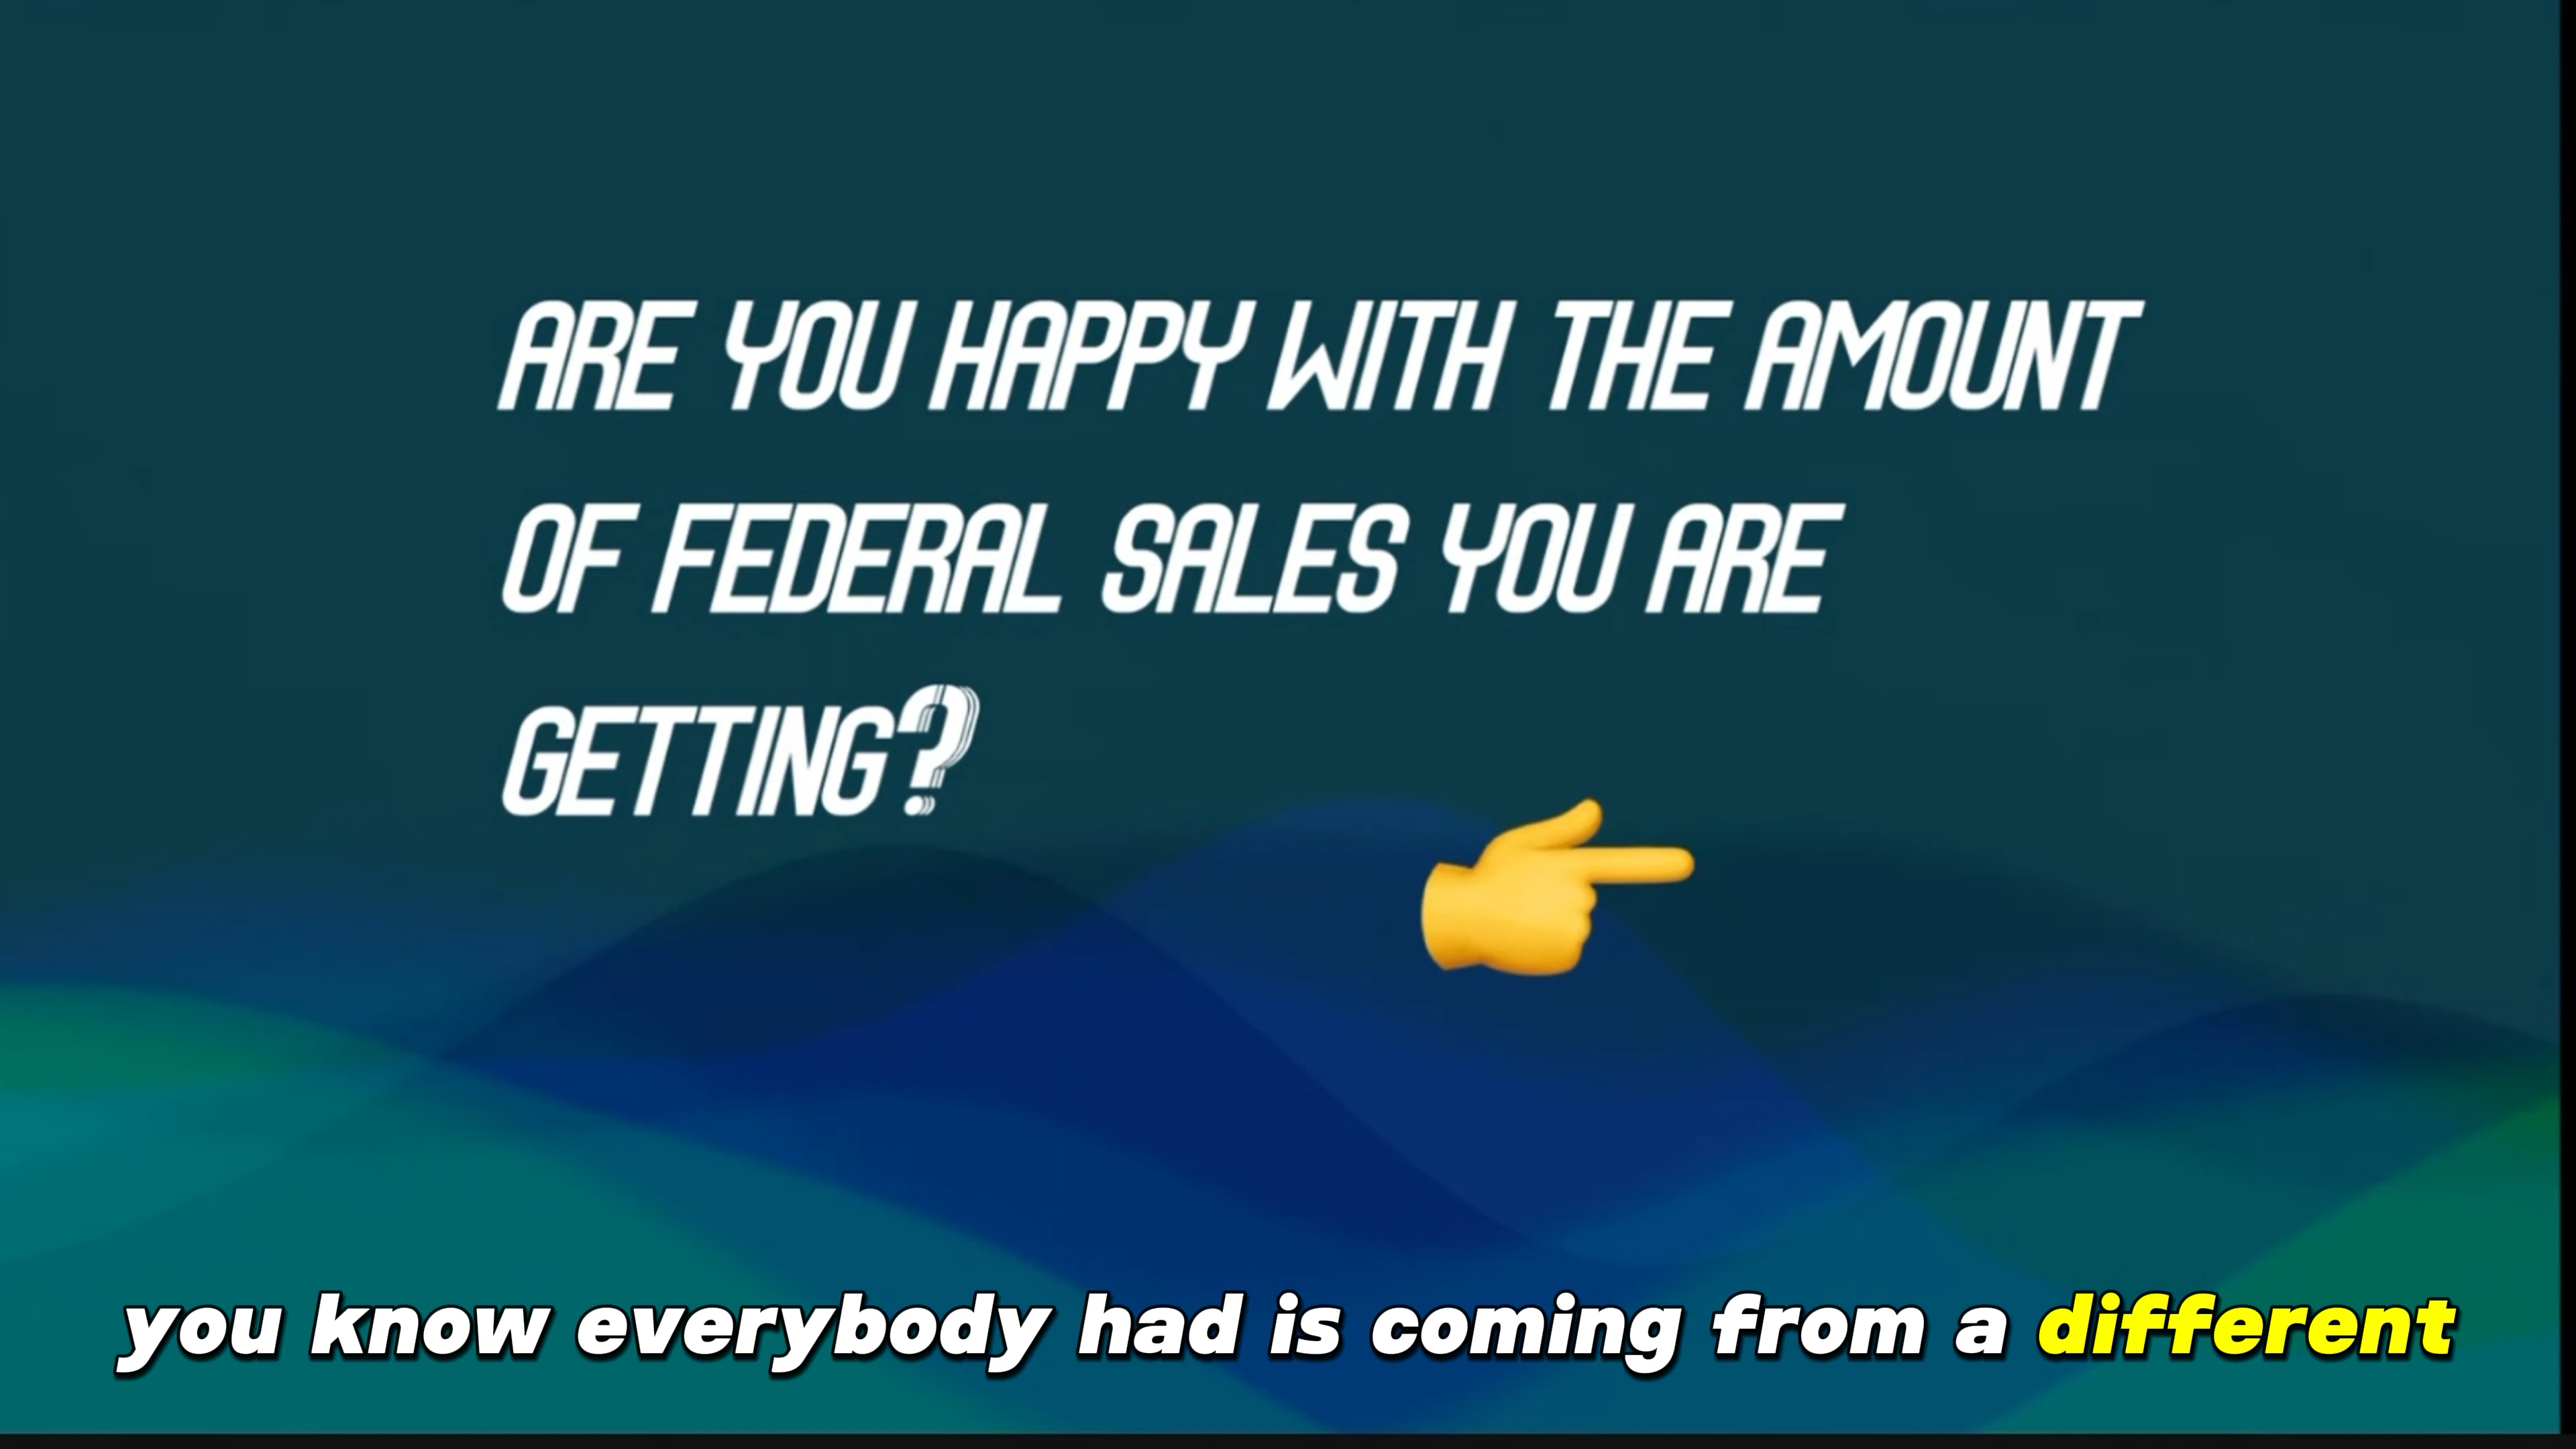 ARE YOU HAPPY WITH THE AMOUNT
OF FEDERAL SALES YOU ARE
GETTING?
you know everybody had is coming from a different